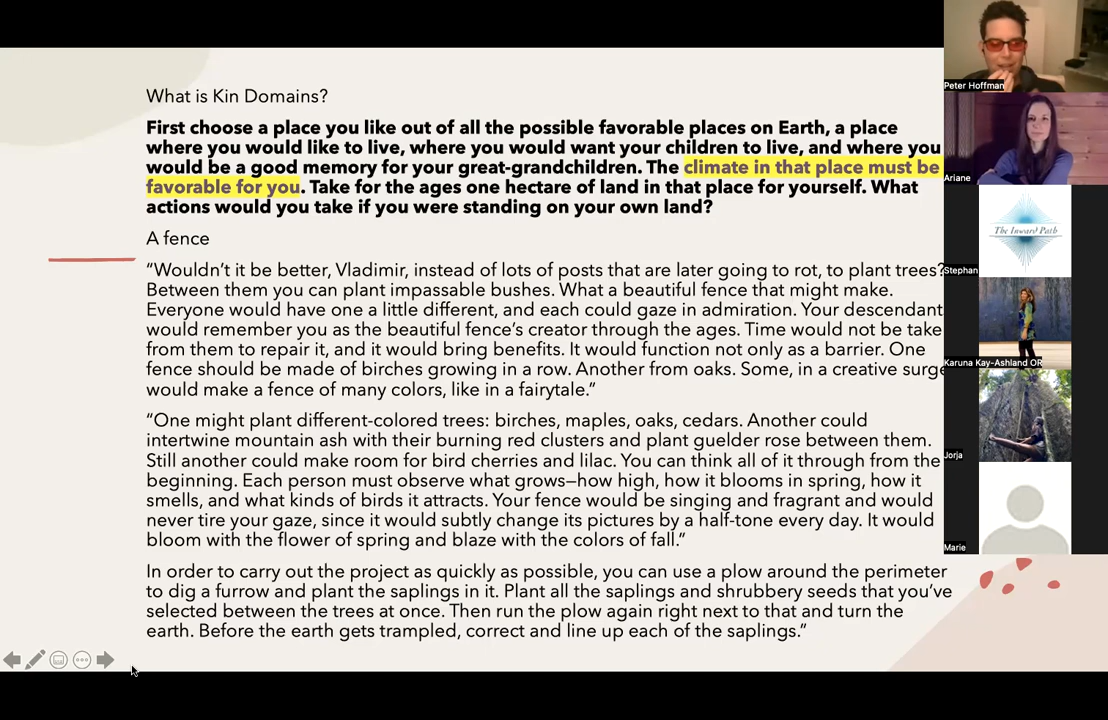 What is Kin Domains?
First choose a place you like out of all the possible favorable places on Earth, a place
where you would like to live, where you would want your children to live, and where you
would be a good memory for your great-grandchildren. The climate in that place must be
favorable for you. Take for the ages one hectare of land in that place for yourself. What
actions would you take if you were standing on your own land?
A fence
“Wouldn’t it be better, Vladimir, instead of lots of posts that are later going to rot, to plant trees?
Between them you can plant impassable bushes. What a beautiful fence that might make.
Everyone would have one a little different, and each could gaze in admiration. Your descendant
would remember you as the beautiful fence’s creator through the ages. Time would not be take
from them to repair it, and it would bring benefits. It would function not only as a barrier. One
fence should be made of birches growing in a row. Another from oaks. Some, in a creative surge
would make a fence of many colors, like in a fairytale.”
“One might plant different-colored trees: birches, maples, oaks, cedars. Another could
intertwine mountain ash with their burning red clusters and plant guelder rose between them.
Still another could make room for bird cherries and lilac. You can think all of it through from the
beginning. Each person must observe what grows—how high, how it blooms in spring, how it
smells, and what kinds of birds it attracts. Your fence would be singing and fragrant and would
never tire your gaze, since it would subtly change its pictures by a half-tone every day. It would
bloom with the flower of spring and blaze with the colors of fall.”
In order to carry out the project as quickly as possible, you can use a plow around the perimeter
to dig a furrow and plant the saplings in it. Plant all the saplings and shrubbery seeds that you’ve
selected between the trees at once. Then run the plow again right next to that and turn the
earth. Before the earth gets trampled, correct and line up each of the saplings.”
Peter Hoffman
Ariane
The Inward Path
Stephan
Karuna Kay-Ashland OR
Jorja
Marie